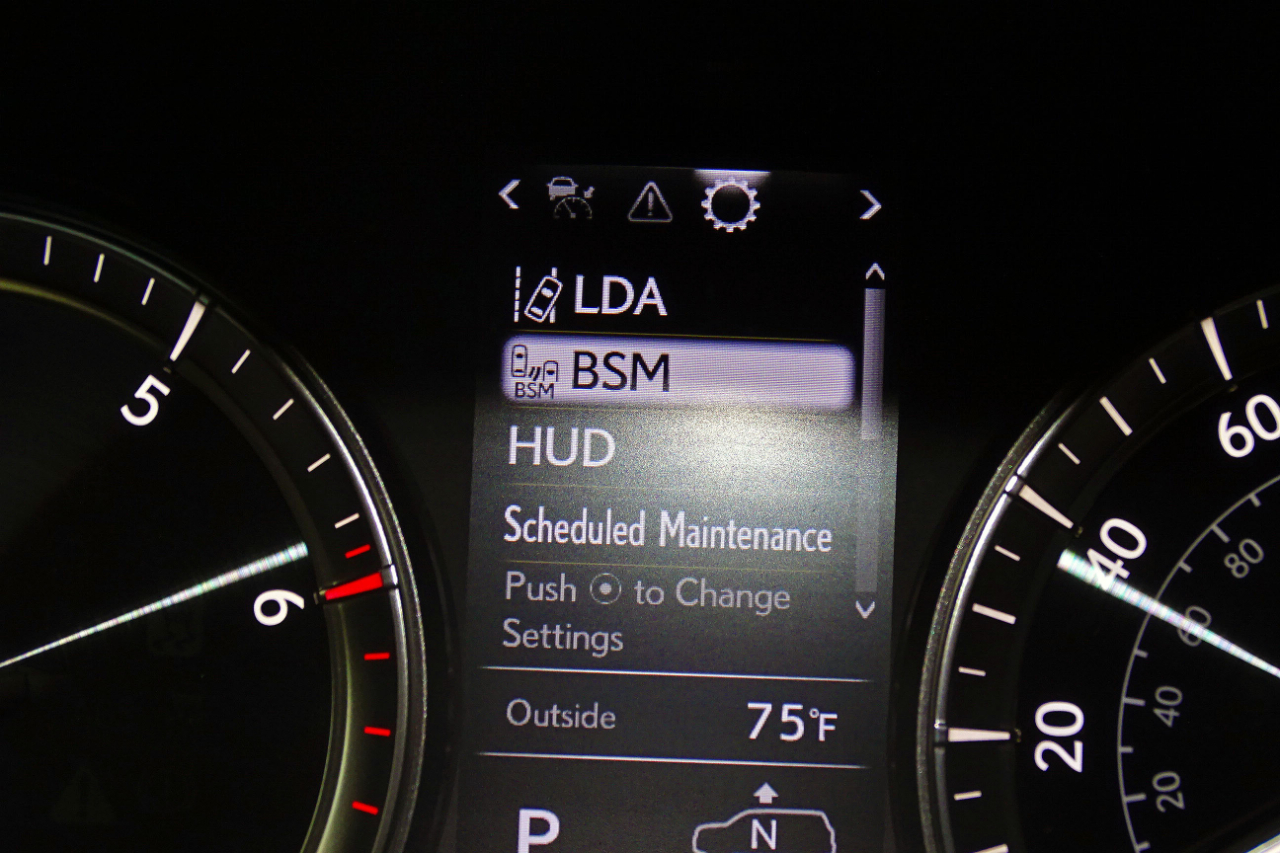 LDA
BSM
BSM
HUD
Scheduled Maintenance
Push to Change
Settings
Outside 75°F
P
N
5
6
60
40
20
80
60
40
20